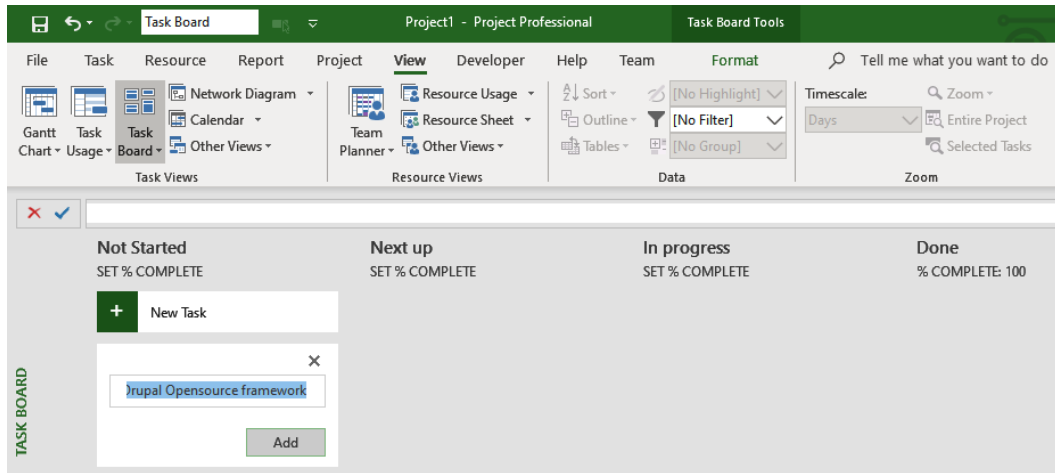 Task Board
Project1 - Project Professional
Task Board Tools
File Task Resource Report Project View Developer Help Team Format Tell me what you want to do
Gantt Chart
Task Usage
Task Board
Network Diagram
Calendar
Other Views
Task Views
Team Planner
Resource Usage
Resource Sheet
Other Views
Resource Views
Sort
Outline
Tables
[No Highlight]
[No Filter]
[No Group]
Data
Timescale:
Days
Zoom
Entire Project
Selected Tasks
Zoom
Not Started
SET % COMPLETE
Next up
SET % COMPLETE
In progress
SET % COMPLETE
Done
% COMPLETE: 100
+ New Task
Opensource framework
Add
TASK BOARD